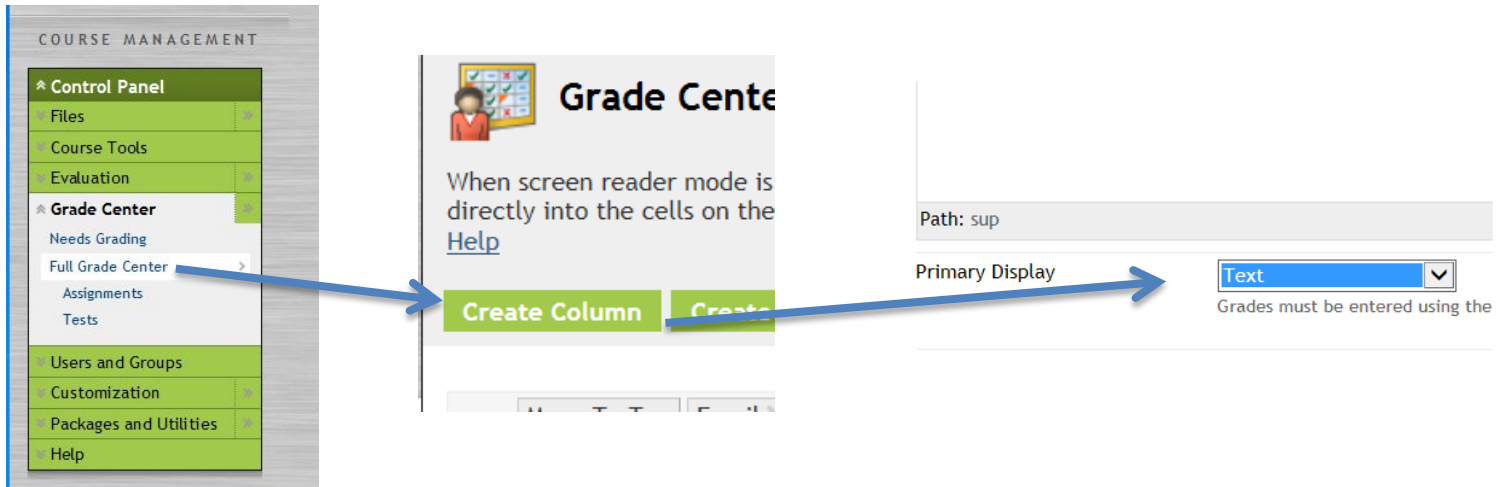 COURSE MANAGEMENT
Control Panel
Files
Course Tools
Evaluation
Grade Center
Needs Grading
Full Grade Center
Assignments
Tests
Users and Groups
Customization
Packages and Utilities
Help
Grade Cente
When screen reader mode is
directly into the cells on the
Help
Create Column
Create
Path: sup
Primary Display
Text
Grades must be entered using the